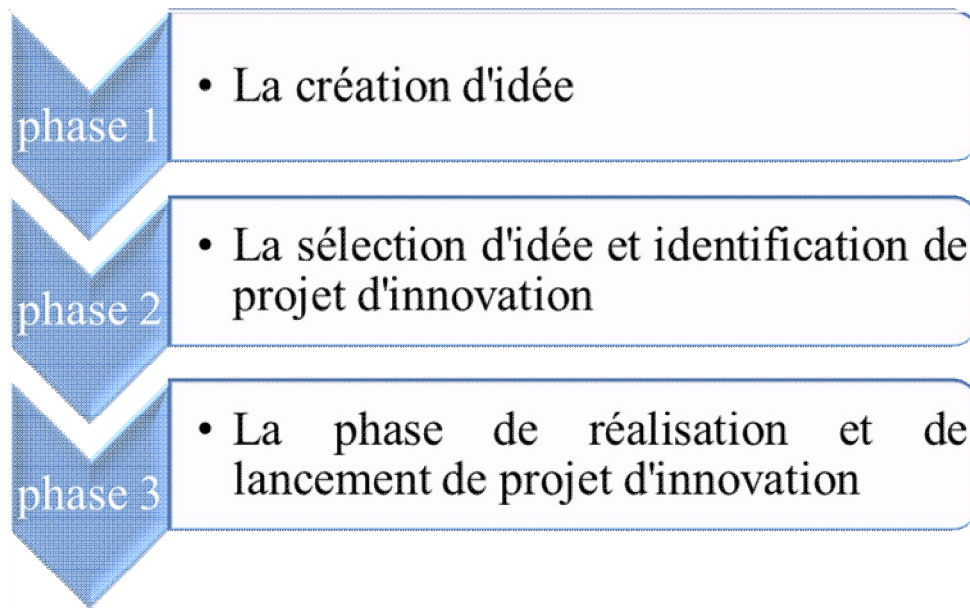 phase 1
• La création d'idée
phase 2
• La sélection d'idée et identification de
projet d'innovation
phase 3
• La phase de réalisation et de
lancement de projet d'innovation